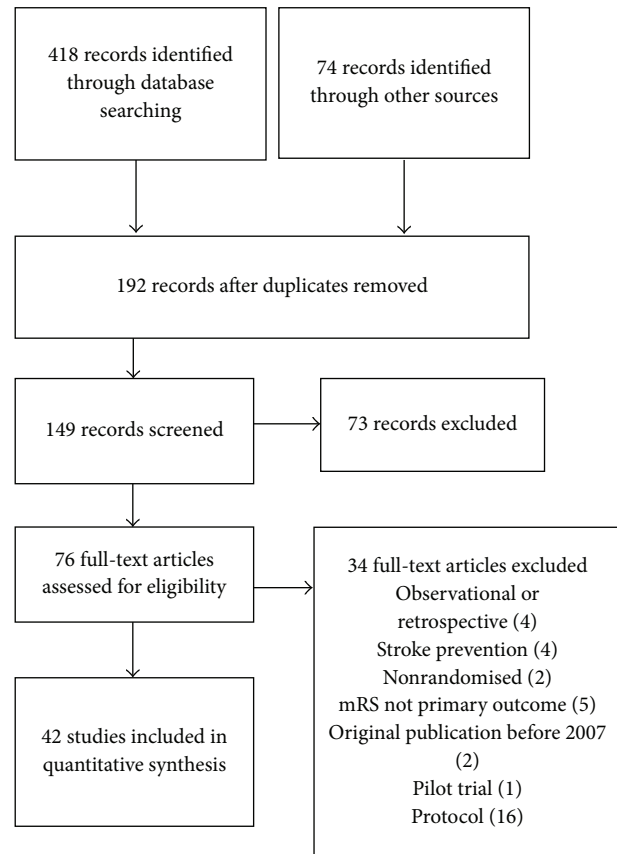 418 records identified
through database
searching
74 records identified
through other sources
192 records after duplicates removed
149 records screened
73 records excluded
76 full-text articles
assessed for eligibility
34 full-text articles excluded
Observational or
retrospective (4)
Stroke prevention (4)
Nonrandomised (2)
mRS not primary outcome (5)
Original publication before 2007
(2)
Pilot trial (1)
Protocol (16)
42 studies included in
quantitative synthesis